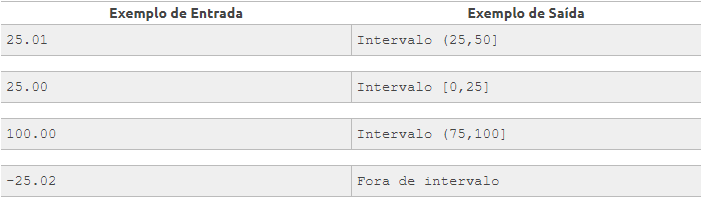 Exemplo de Entrada Exemplo de Saída
25.01 Intervalo (25,50]
25.00 Intervalo [0,25]
100.00 Intervalo (75,100]
-25.02 Fora de intervalo